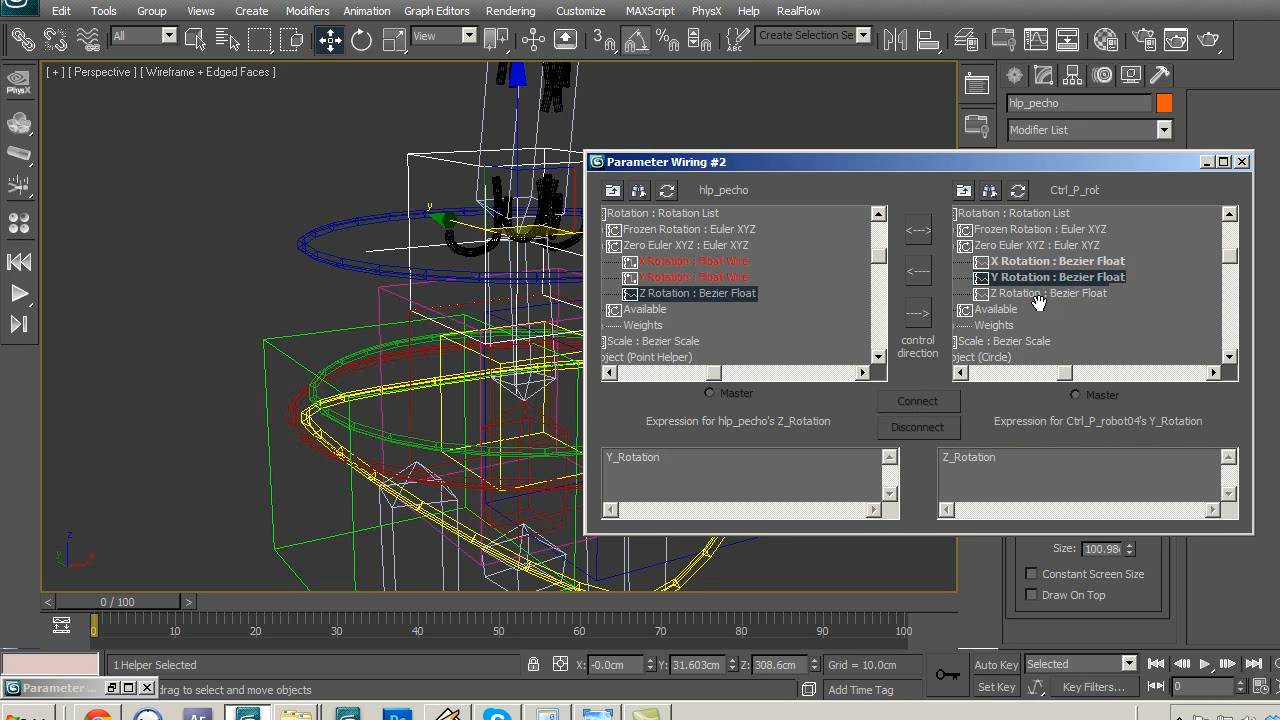 Edit Tools Group Views Create Modifiers Animation Graph Editors Rendering Customize MAXScript PhysX Help RealFlow
All View 3 Create Selection Se
[ + ] [ Perspective ] [ Wireframe + Edged Faces ]
PhysX
hlp_pecho
Modifier List
y
Parameter Wiring #2
hlp_pecho Ctrl_P_rot
Rotation : Rotation List
Frozen Rotation : Euler XYZ
Zero Euler XYZ : Euler XYZ
X Rotation : Float Wire
Y Rotation : Float Wire
Z Rotation : Bezier Float
Available
Weights
Scale : Bezier Scale
bject (Point Helper)
<---> 
<----
---->
control
direction
Rotation : Rotation List
Frozen Rotation : Euler XYZ
Zero Euler XYZ : Euler XYZ
X Rotation : Bezier Float
Y Rotation : Bezier Float
Z Rotation : Bezier Float
Available
Weights
Scale : Bezier Scale
bject (Circle)
Master Master
Connect
Disconnect
Expression for hlp_pecho's Z_Rotation
Expression for Ctrl_P_robot04's Y_Rotation
Y_Rotation
Z_Rotation
Size: 100.98
Constant Screen Size
Draw On Top
z
y x
< 0 / 100 >
0 10 20 30 40 50 60 70 80 90 100
1 Helper Selected X: -0.0cm Y: 31.603cm Z: 308.6cm Grid = 10.0cm Auto Key Selected
Parameter ... drag to select and move objects Add Time Tag Set Key Key Filters... 0